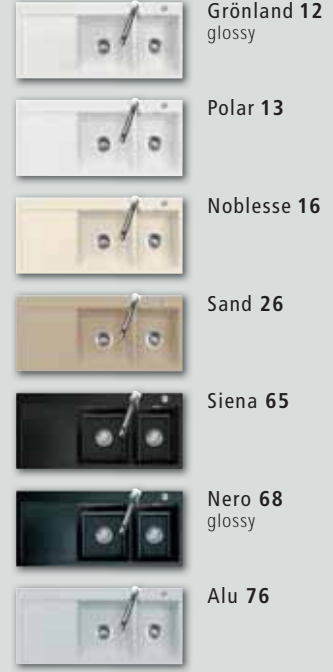 Grönland 12
glossy
Polar 13
Noblesse 16
Sand 26
Siena 65
Nero 68
glossy
Alu 76